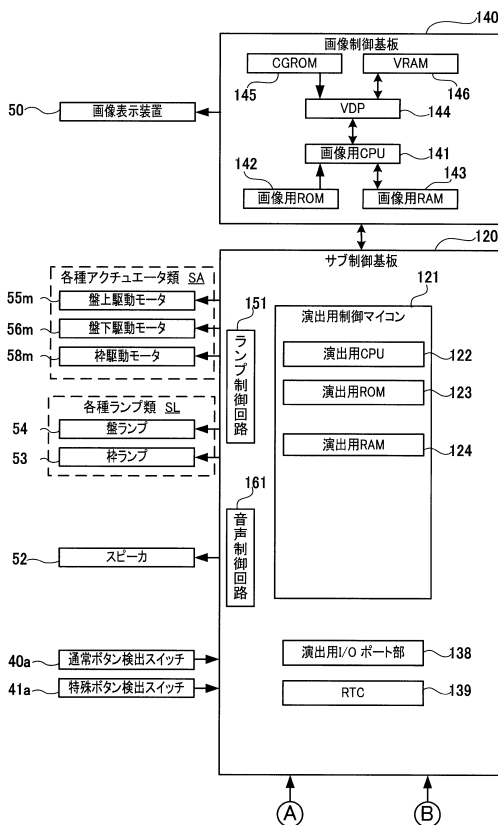 140
画像制御基板
CGROM
VRAM
145
146
VDP
144
50
画像表示装置
画像用CPU
141
142
143
画像用ROM
画像用RAM
120
サブ制御基板
各種アクチュエータ類 SA
121
55m
盤上駆動モータ
151
演出用制御マイコン
56m
盤下駆動モータ
58m
枠駆動モータ
ランプ制御回路
演出用CPU
122
演出用ROM
123
各種ランプ類 SL
54
盤ランプ
演出用RAM
124
53
枠ランプ
161
音声制御回路
52
スピーカ
40a
通常ボタン検出スイッチ
演出用I/Oポート部
138
41a
特殊ボタン検出スイッチ
RTC
139
A
B